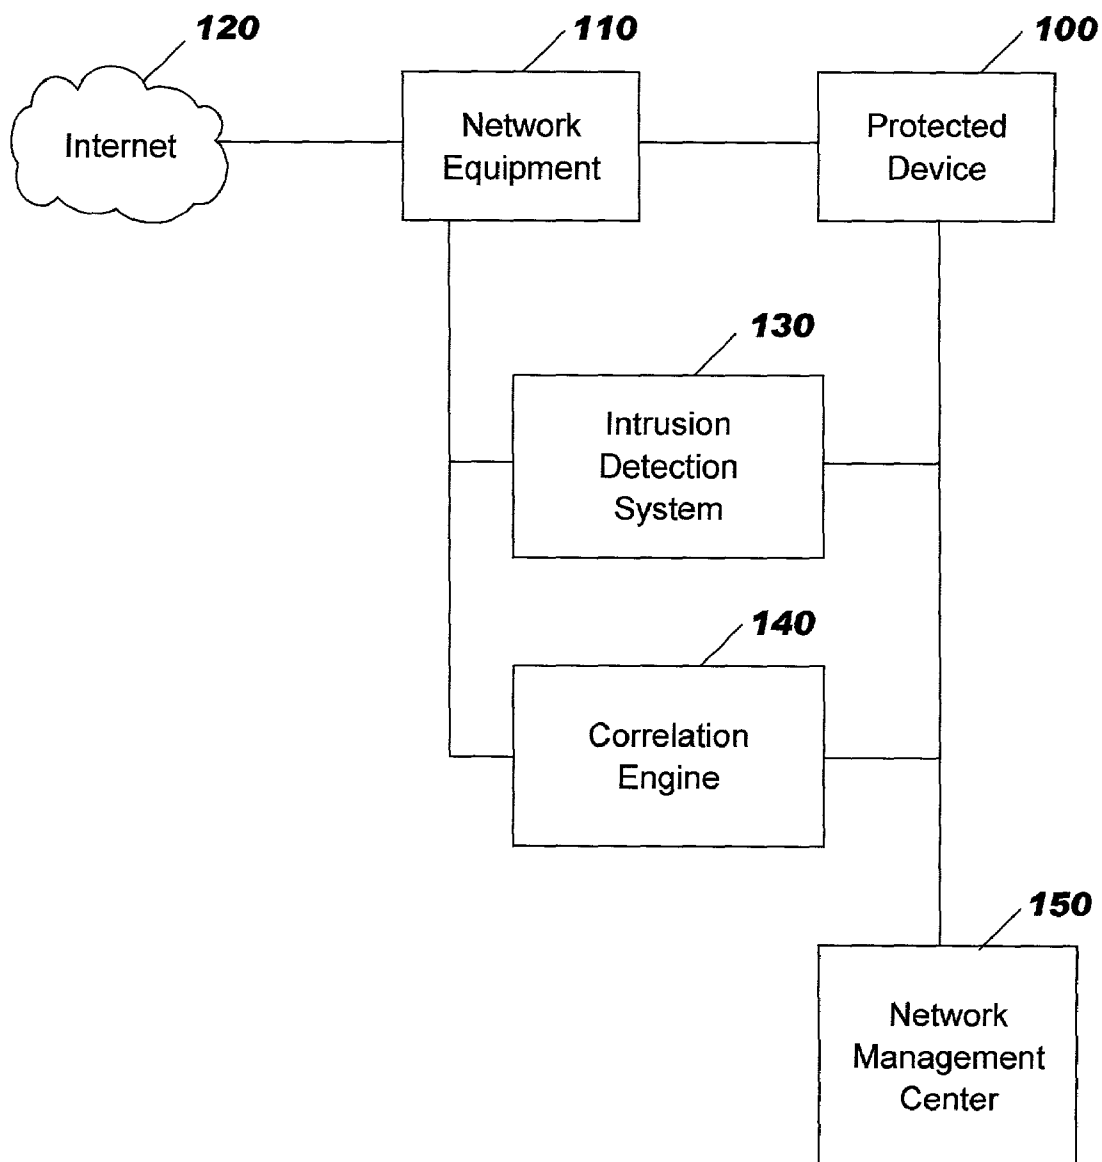 120
110
100
Internet
Network
Equipment
Protected
Device
130
Intrusion
Detection
System
140
Correlation
Engine
150
Network
Management
Center